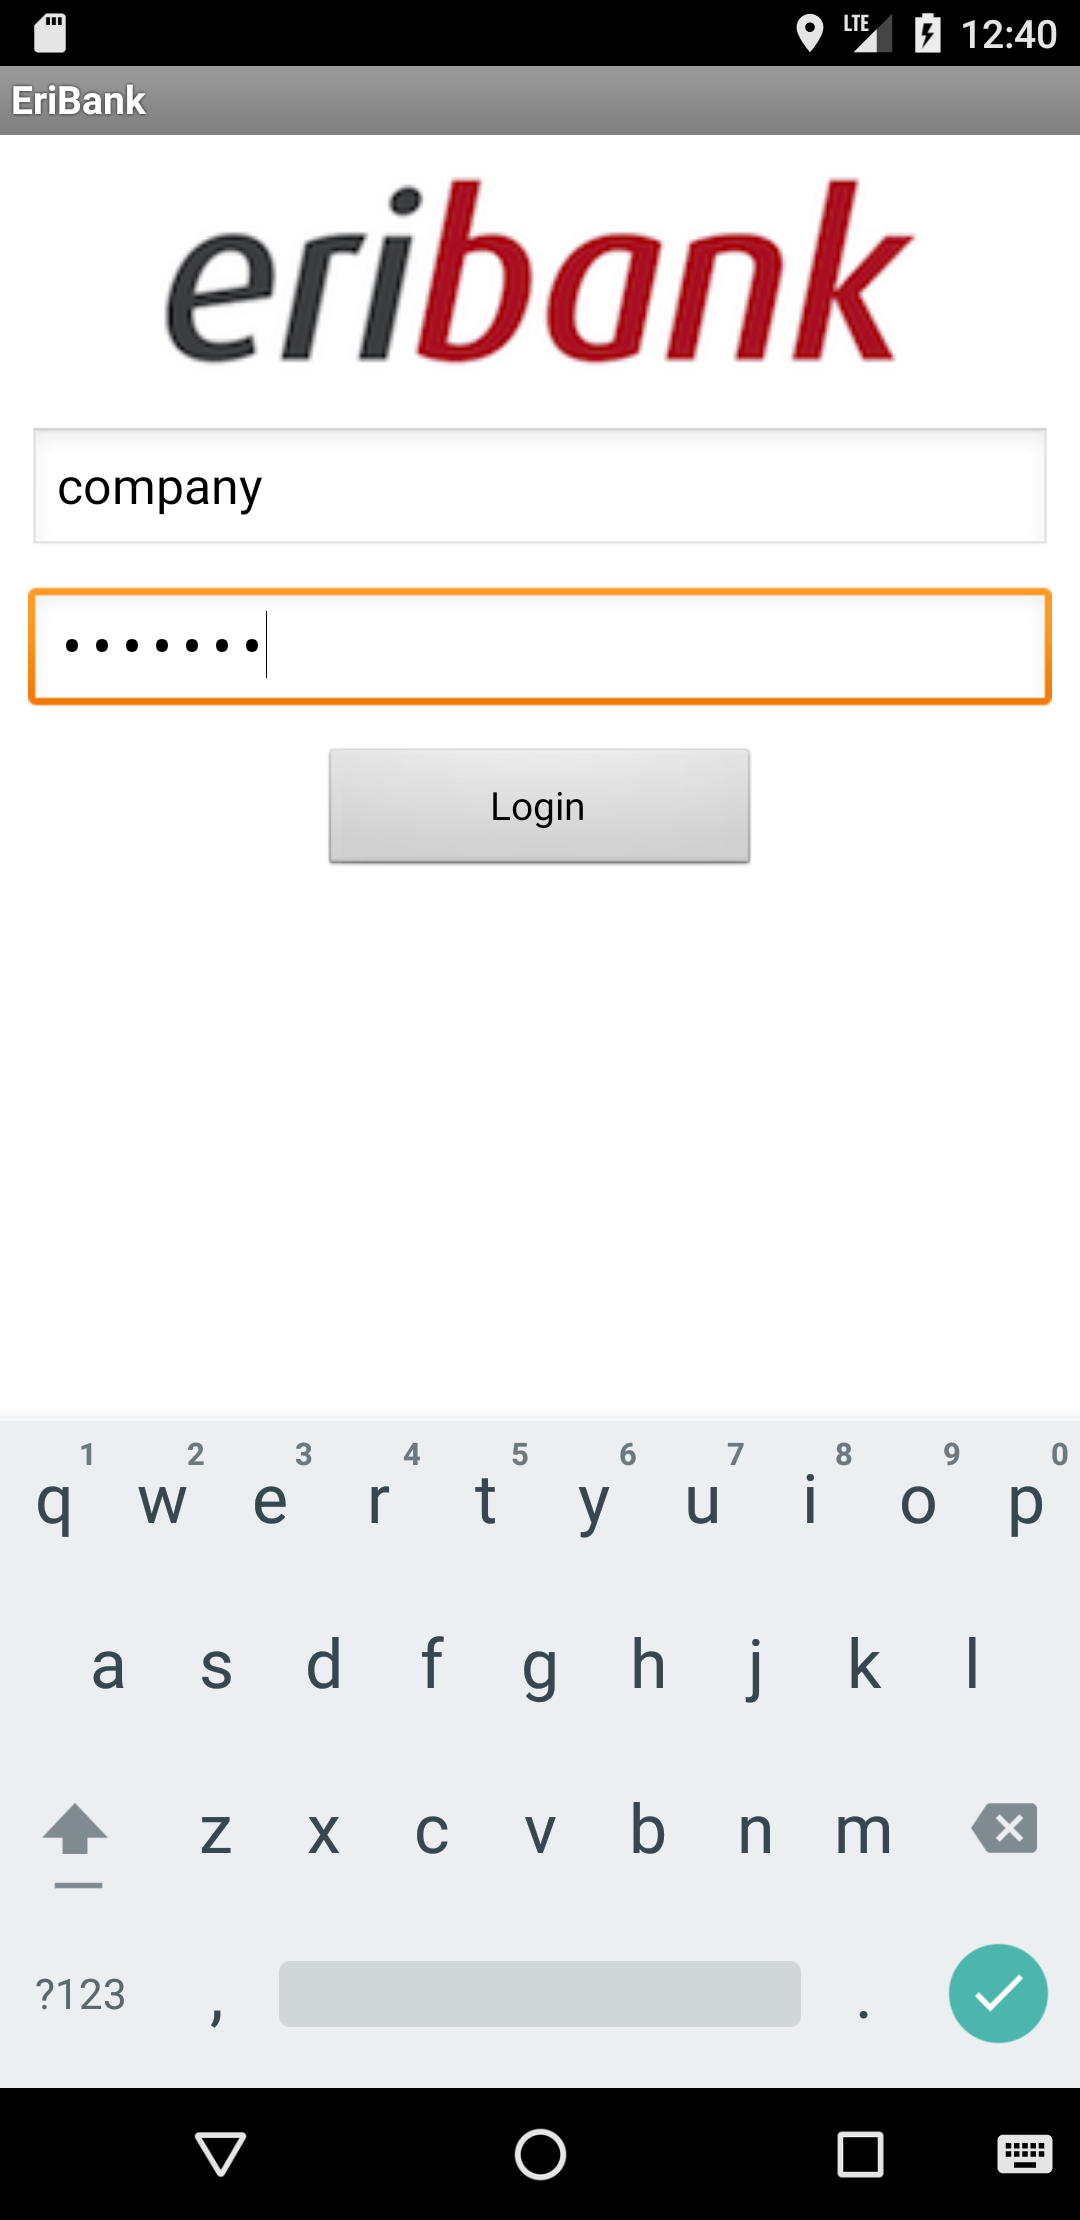 LTE 12:40
EriBank
eribank
company
•••••••
Login
1 2 3 4 5 6 7 8 9 0
q w e r t y u i o p
a s d f g h j k l
z x c v b n m
?123 , .